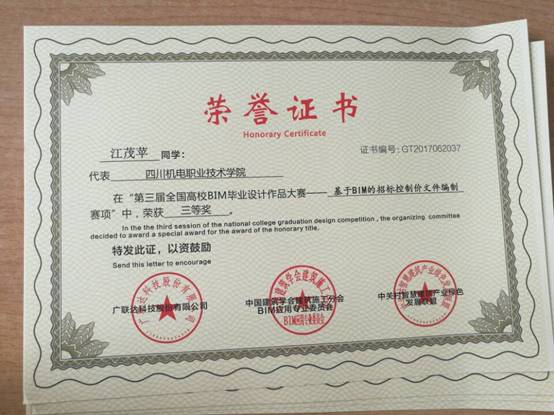 荣誉证书
Honorary Certificate
江茂苹 同学：
证书编号：GT2017062037
代表 四川机电职业技术学院
在“第三届全国高校BIM毕业设计作品大赛——基于BIM的招标控制价文件编制
赛项”中，荣获 三等奖 。
In the the third session of the national college graduation design competition , the organizing committee
decided to award a special award for the award of the honorary title.
特发此证，以资鼓励
Send this letter to encourage
广联达科技股份有限公司
中国建筑学会建筑施工分会
BIM应用专业委员会
中关村智慧建筑产业绿色
发展联盟